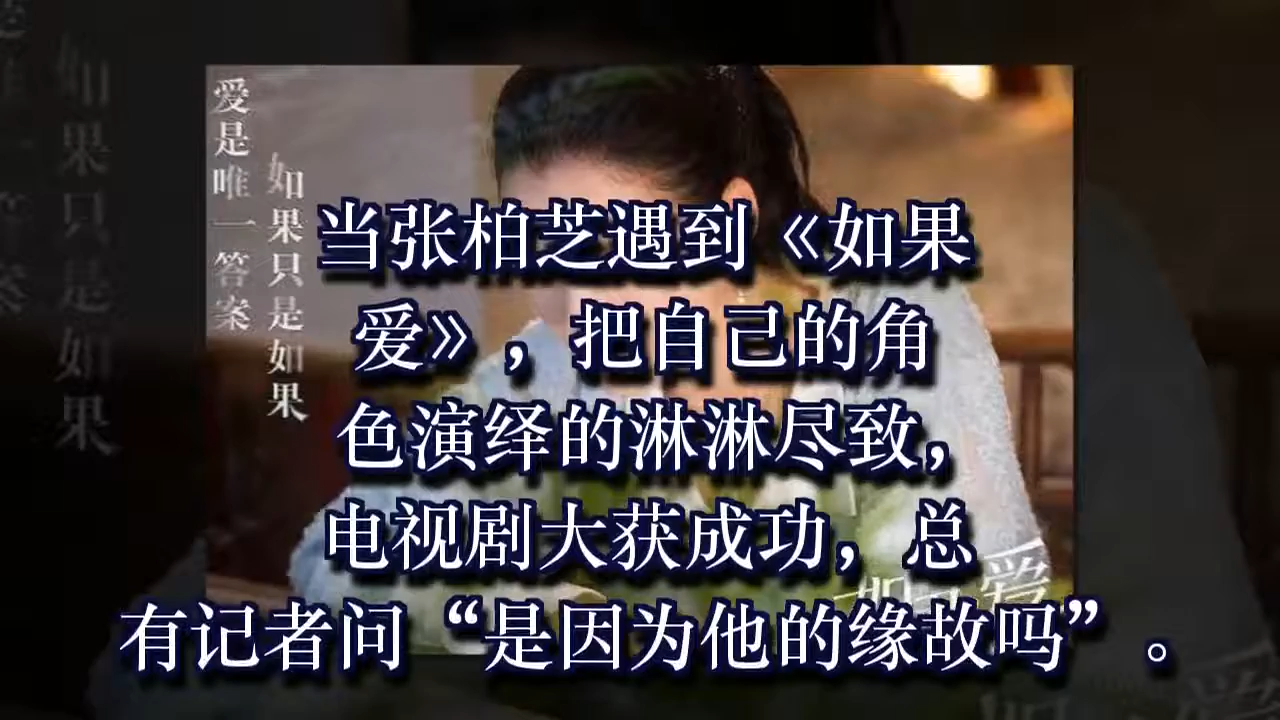 爱是唯一答案
如果只是如果
当张柏芝遇到《如果
爱》，把自己的角
色演绎的淋淋尽致，
电视剧大获成功，总
有记者问“是因为他的缘故吗”。
如果只是如果